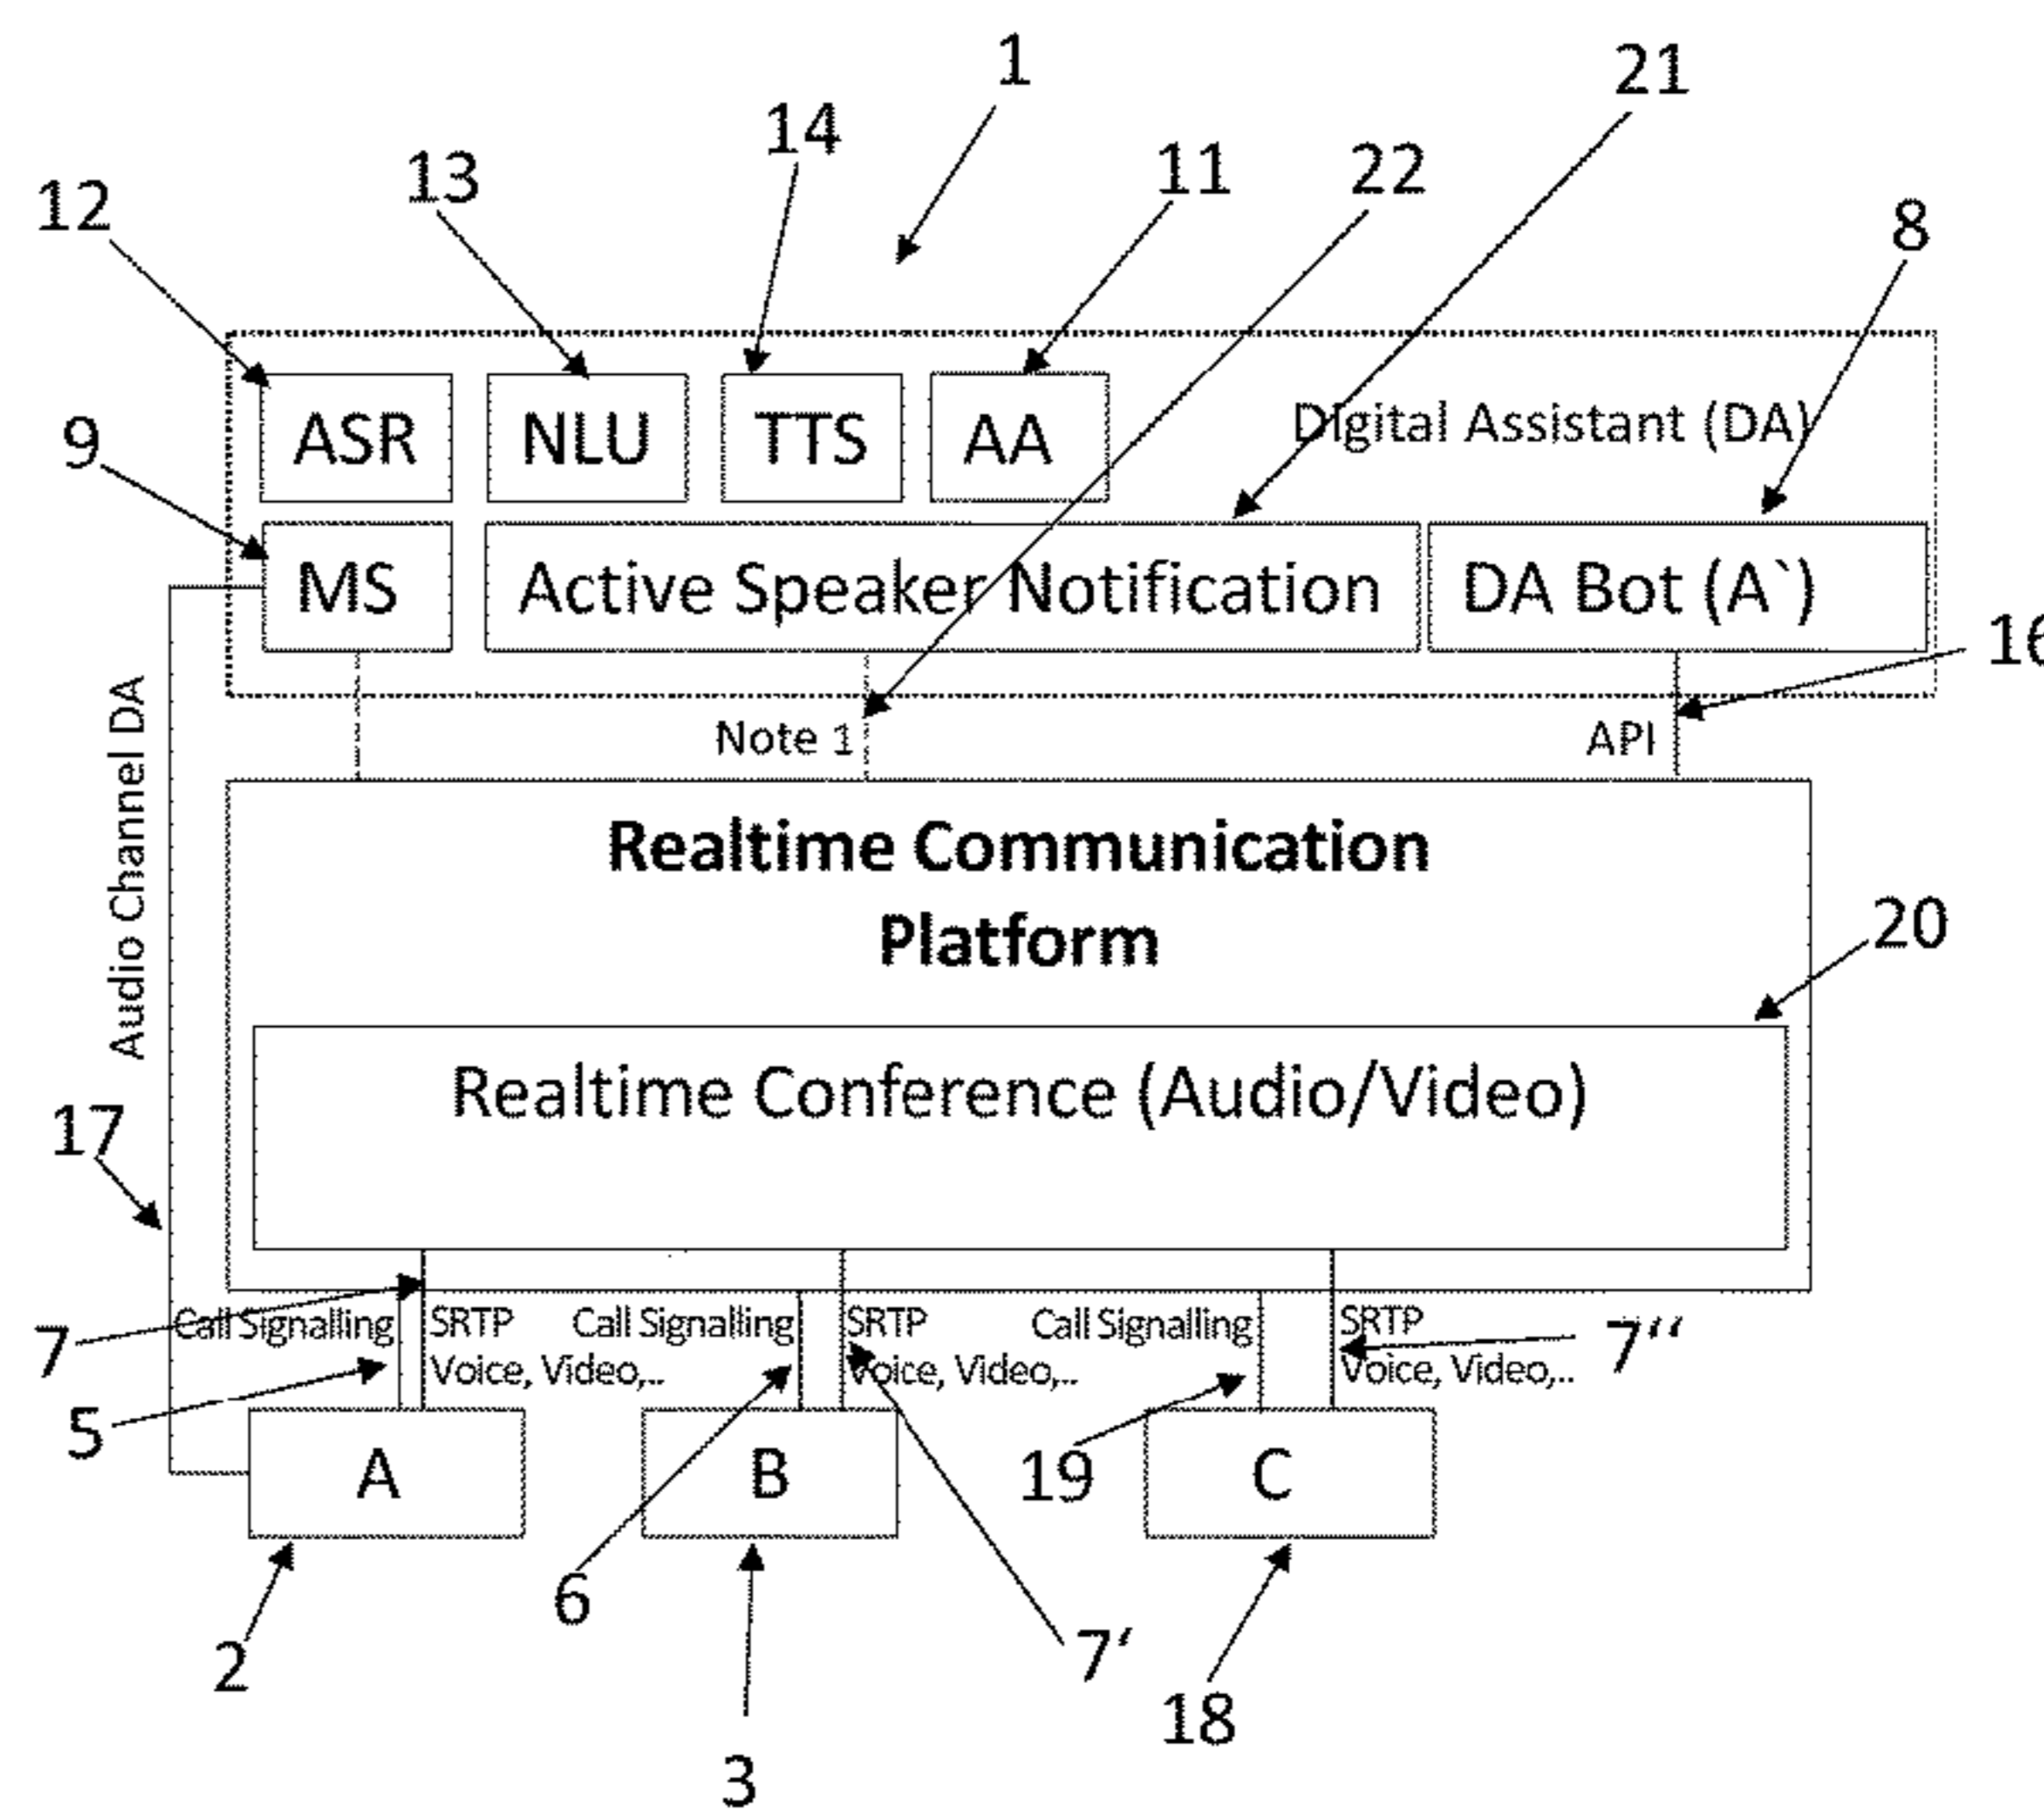 1
21
14
13
11
22
12
8
ASR
NLU
TTS
AA
Digital Assistant (DA)
9
MS
Active Speaker Notification
DA Bot (A`)
16
Audio Channel DA
Note 1
API
Realtime Communication
Platform
20
Realtime Conference (Audio/Video)
17
7
Call Signalling
SRTP
Voice, Video,..
Call Signalling
SRTP
Voice, Video,..
Call Signalling
SRTP
Voice, Video,..
7‘‘
5
A
B
19
C
6
2
7‘
18
3